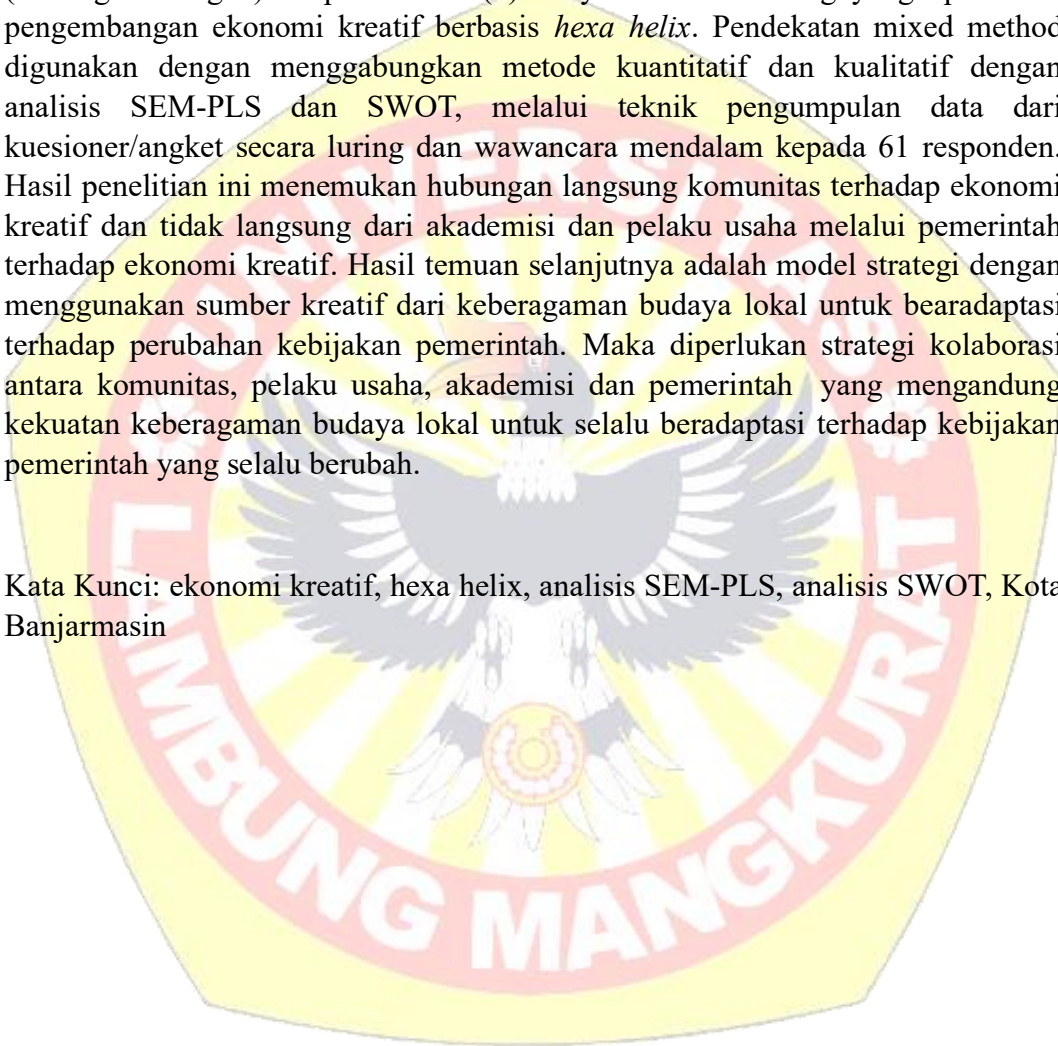 pengembangan ekonomi kreatif berbasis hexa helix. Pendekatan mixed method
digunakan dengan menggabungkan metode kuantitatif dan kualitatif dengan
analisis SEM-PLS dan SWOT, melalui teknik pengumpulan data dari
kuesioner/angket secara luring dan wawancara mendalam kepada 61 responden.
Hasil penelitian ini menemukan hubungan langsung komunitas terhadap ekonomi
kreatif dan tidak langsung dari akademisi dan pelaku usaha melalui pemerintah
terhadap ekonomi kreatif. Hasil temuan selanjutnya adalah model strategi dengan
menggunakan sumber kreatif dari keberagaman budaya lokal untuk bearadaptasi
terhadap perubahan kebijakan pemerintah. Maka diperlukan strategi kolaborasi
antara komunitas, pelaku usaha, akademisi dan pemerintah yang mengandung
kekuatan keberagaman budaya lokal untuk selalu beradaptasi terhadap kebijakan
pemerintah yang selalu berubah.
Kata Kunci: ekonomi kreatif, hexa helix, analisis SEM-PLS, analisis SWOT, Kota
Banjarmasin
UNIVERSITAS
LAMBUNG MANGKURAT